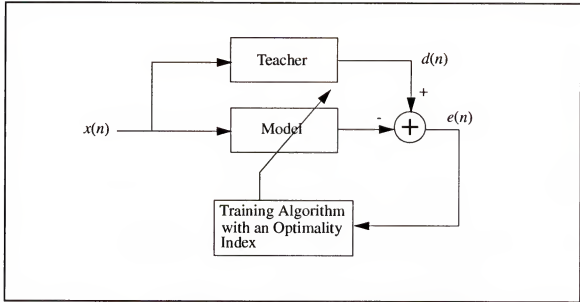 Teacher
d(n)
+
x(n)
Model
-
+
e(n)
Training Algorithm
with an Optimality
Index